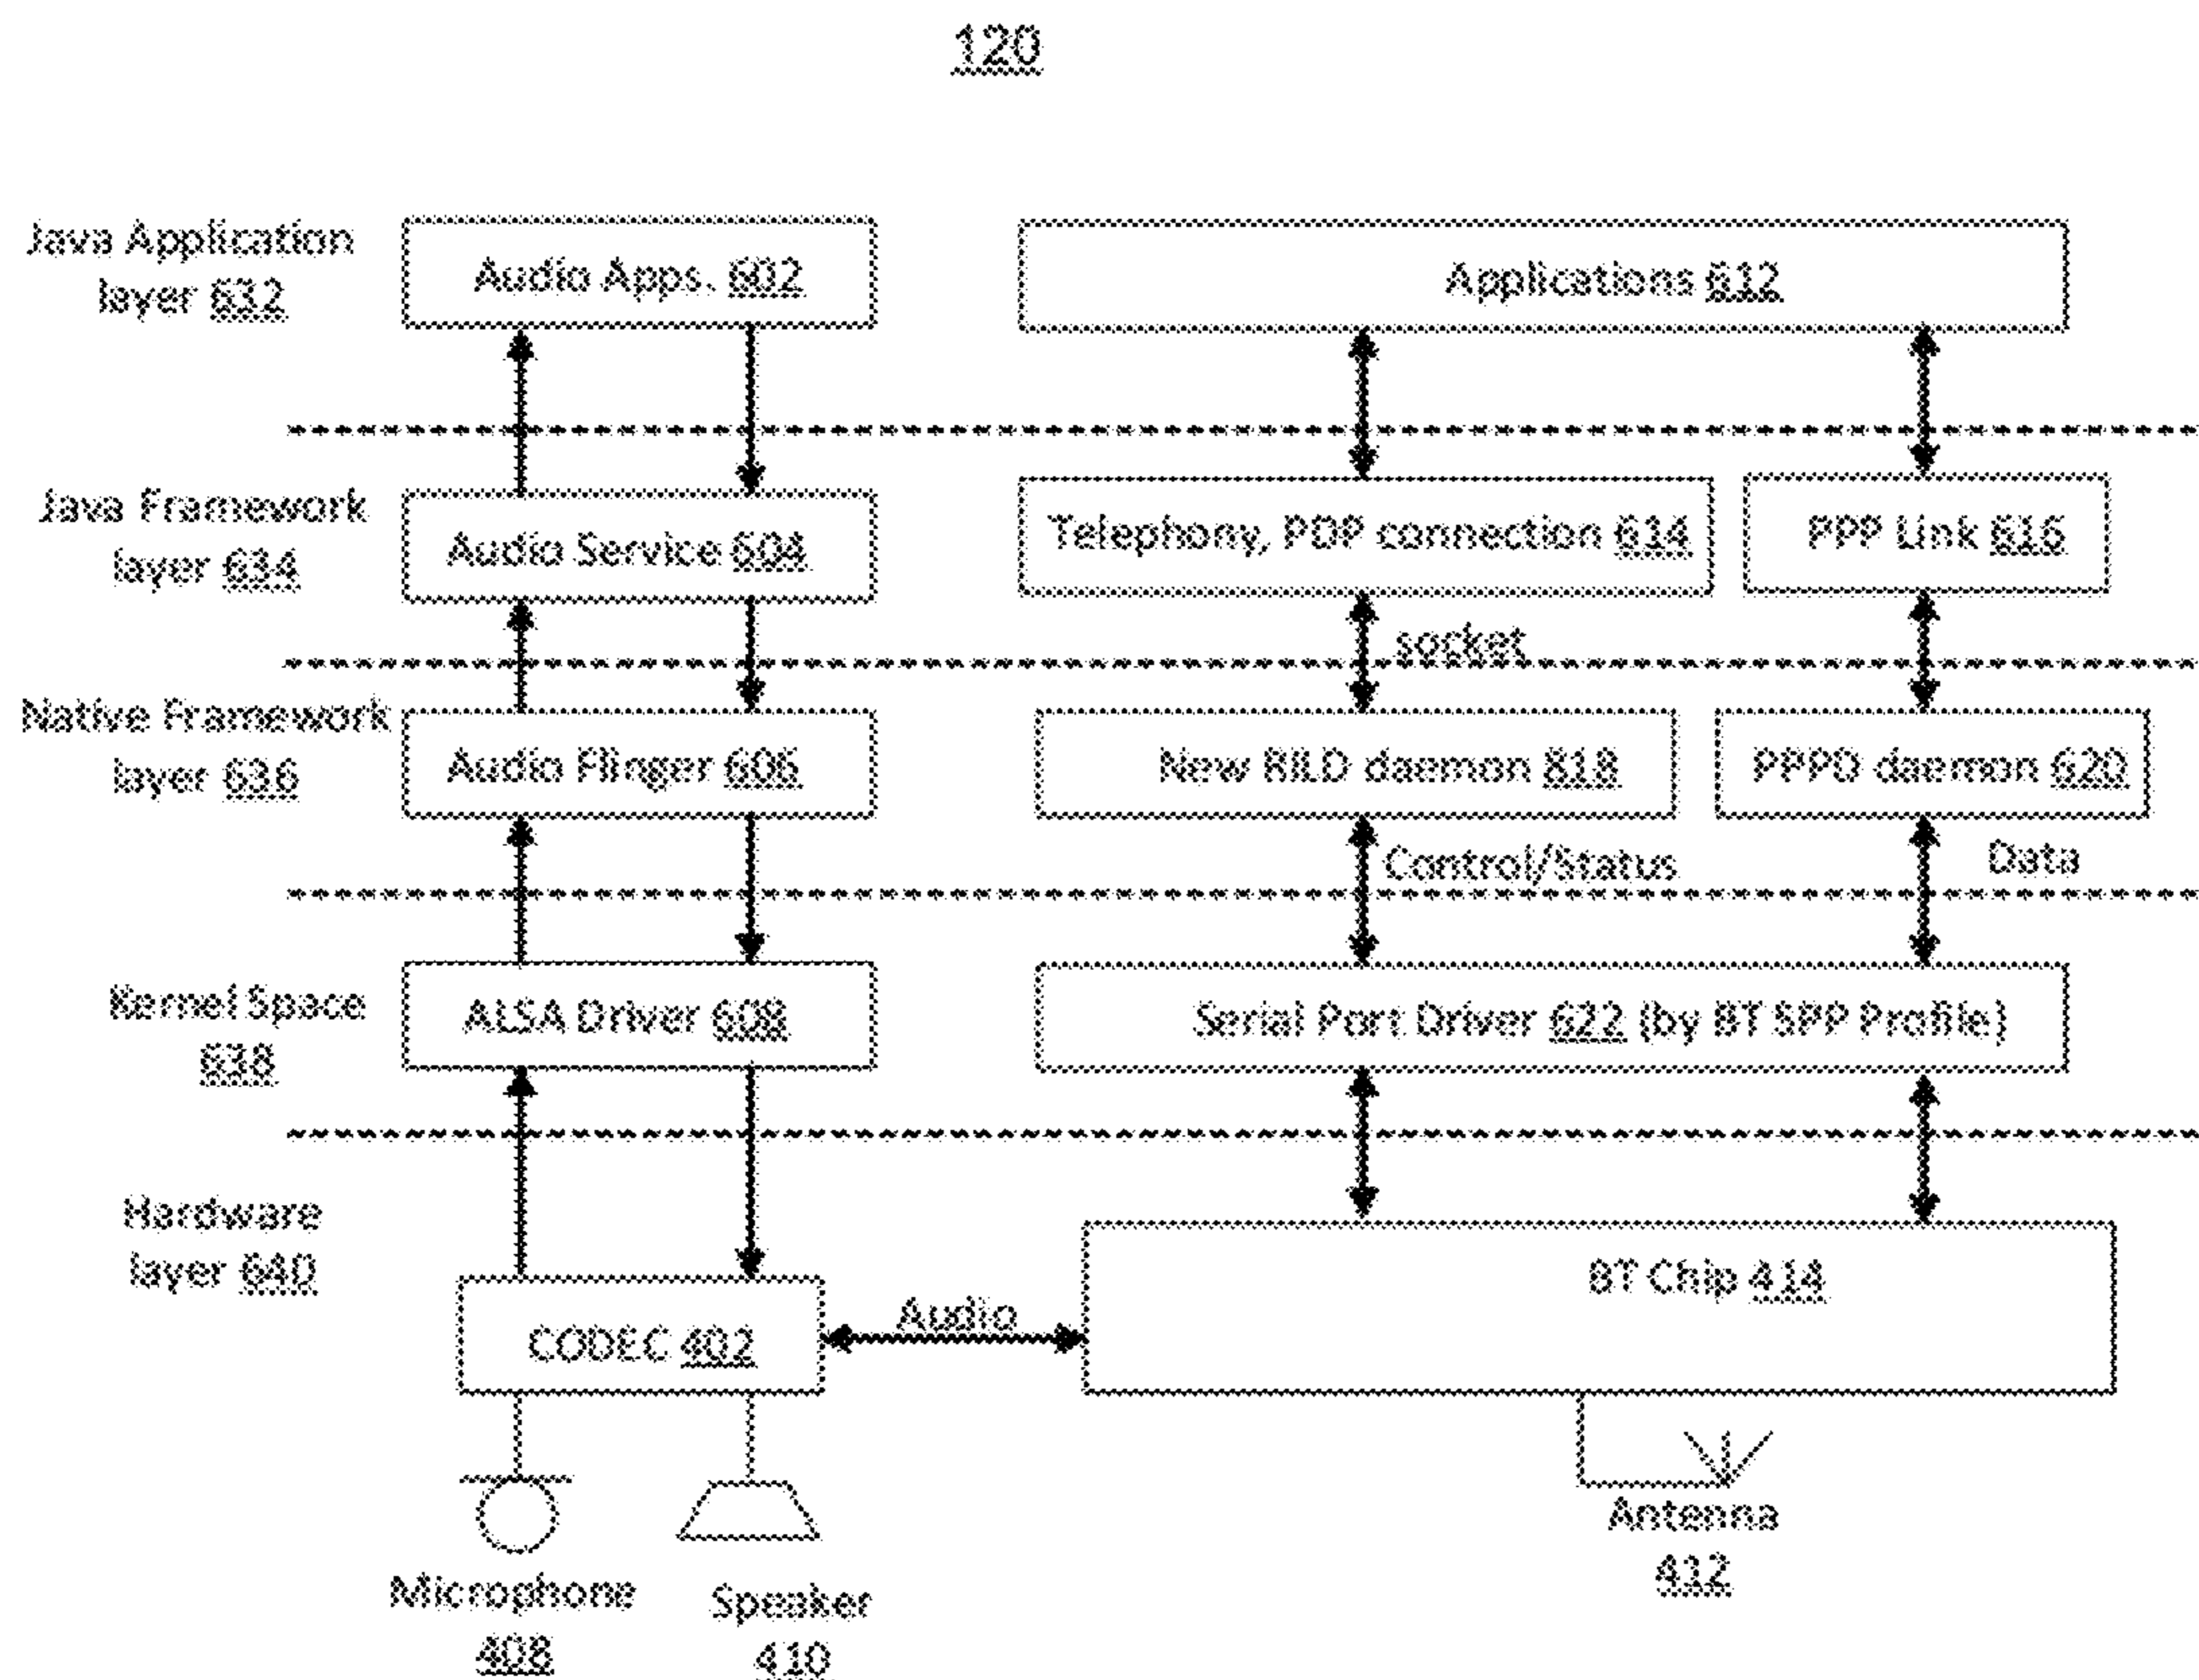 120
Java Application
layer 632
Audio Apps. 602
Applications 612
Java Framework
layer 634
Audio Service 604
Telephony, PDP connection 614
PPP Link 616
socket
Native Framework
layer 636
Audio Flinger 606
New RILD daemon 818
PPPD daemon 620
Control/Status
Data
Kernel Space
638
ALSA Driver 608
Serial Port Driver 622 (by BT SPP Profile)
Hardware
layer 640
CODEC 402
Audio
BT Chip 414
Microphone
408
Speaker
410
Antenna
412